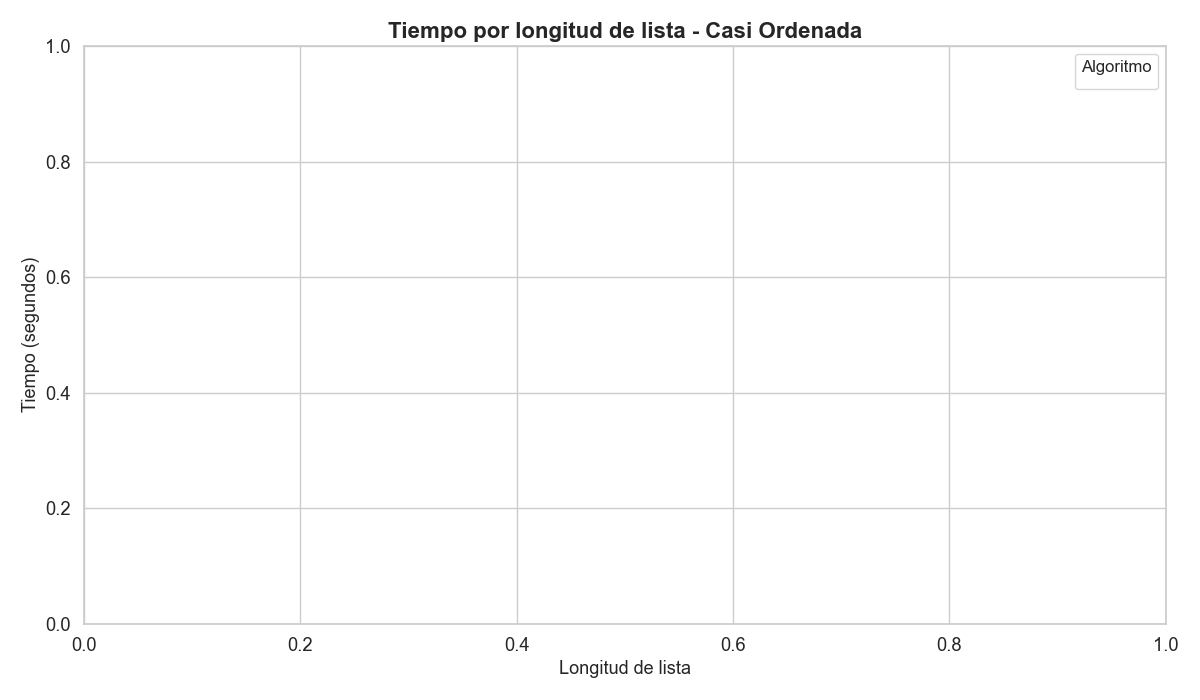 Tiempo por longitud de lista - Casi Ordenada
1.0
Algoritmo
0.8
0.6
Tiempo (segundos)
0.4
0.2
0.0
0.0 0.2 0.4 0.6 0.8 1.0
Longitud de lista